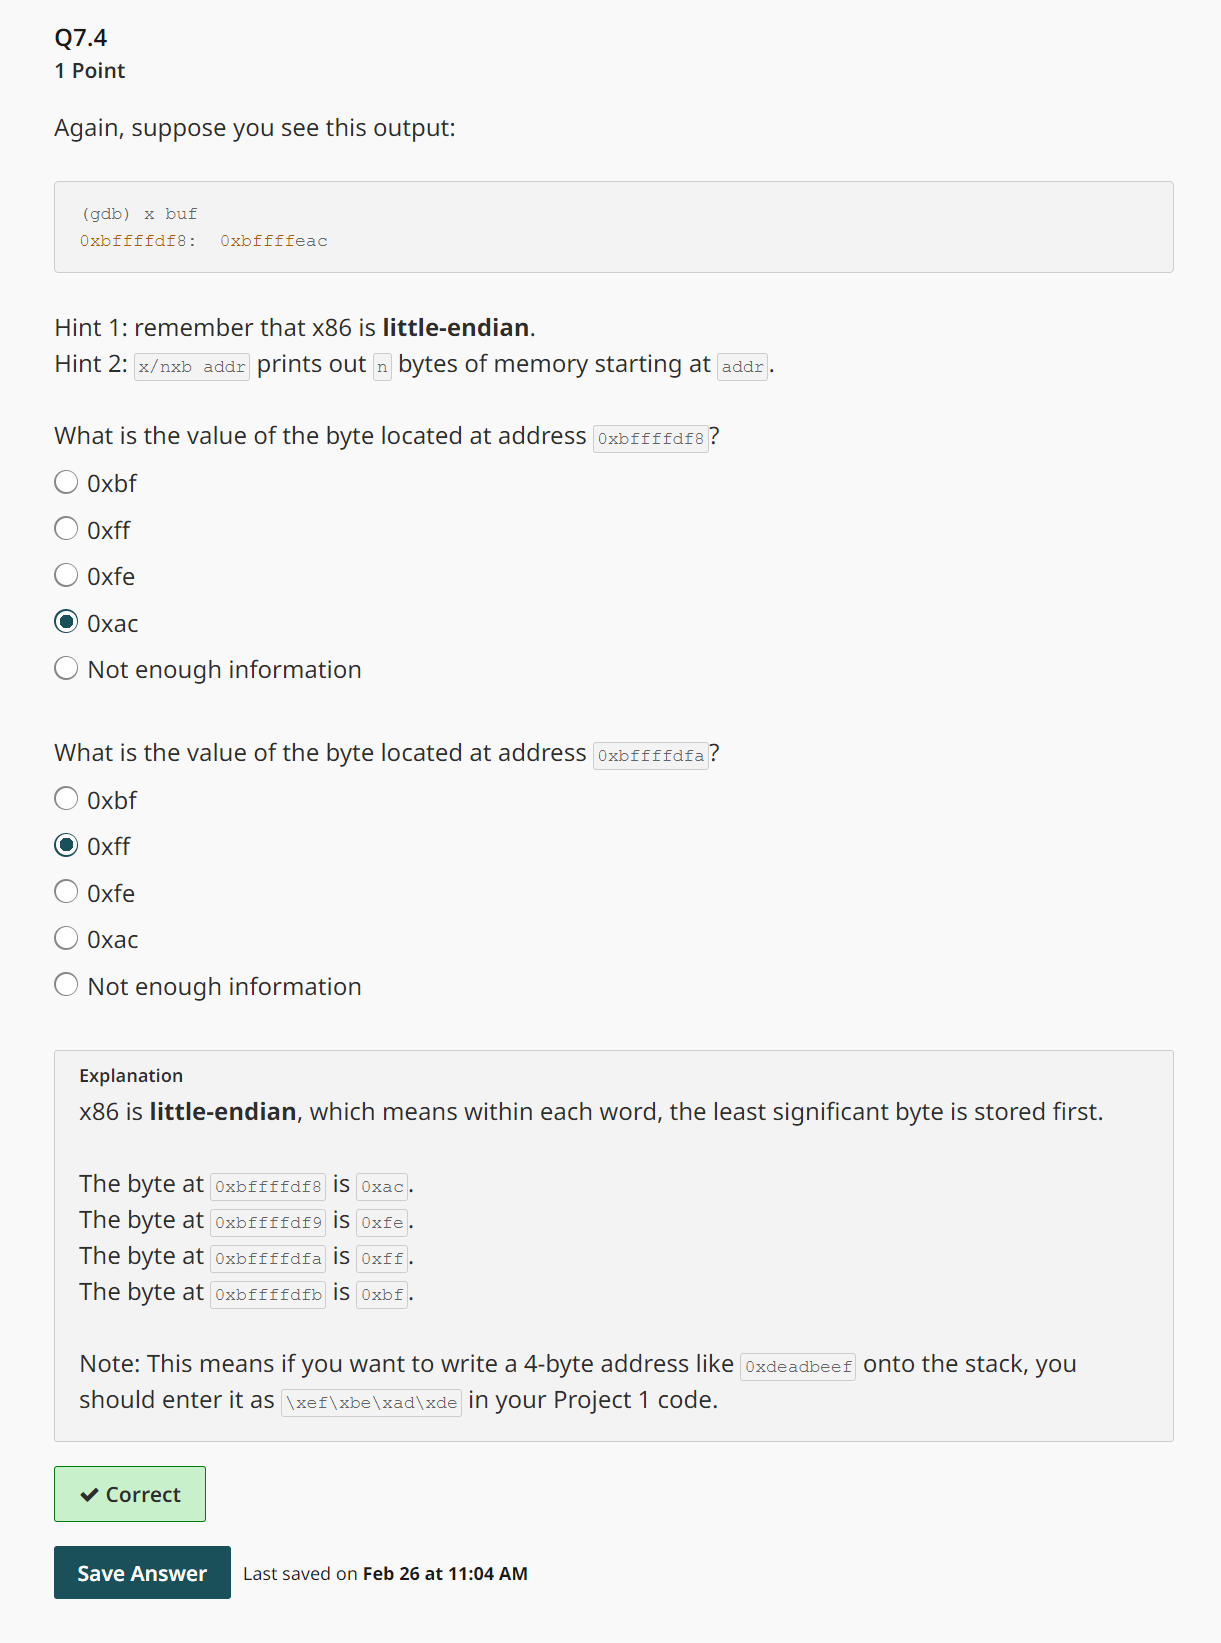 Q7.4
1 Point
Again, suppose you see this output:
(gdb) x buf
0xbffffdf8:  0xbffffeac
Hint 1: remember that x86 is little-endian.
Hint 2: x/nxb addr prints out n bytes of memory starting at addr.
What is the value of the byte located at address 0xbffffdf8?
0xbf
0xff
0xfe
0xac
Not enough information
What is the value of the byte located at address 0xbffffdfa?
0xbf
0xff
0xfe
0xac
Not enough information
Explanation
x86 is little-endian, which means within each word, the least significant byte is stored first.
The byte at 0xbffffdf8 is 0xac.
The byte at 0xbffffdf9 is 0xfe.
The byte at 0xbffffdfa is 0xff.
The byte at 0xbffffdfb is 0xbf.
Note: This means if you want to write a 4-byte address like 0xdeadbeef onto the stack, you
should enter it as \xef\xbe\xad\xde in your Project 1 code.
✔ Correct
Save Answer Last saved on Feb 26 at 11:04 AM